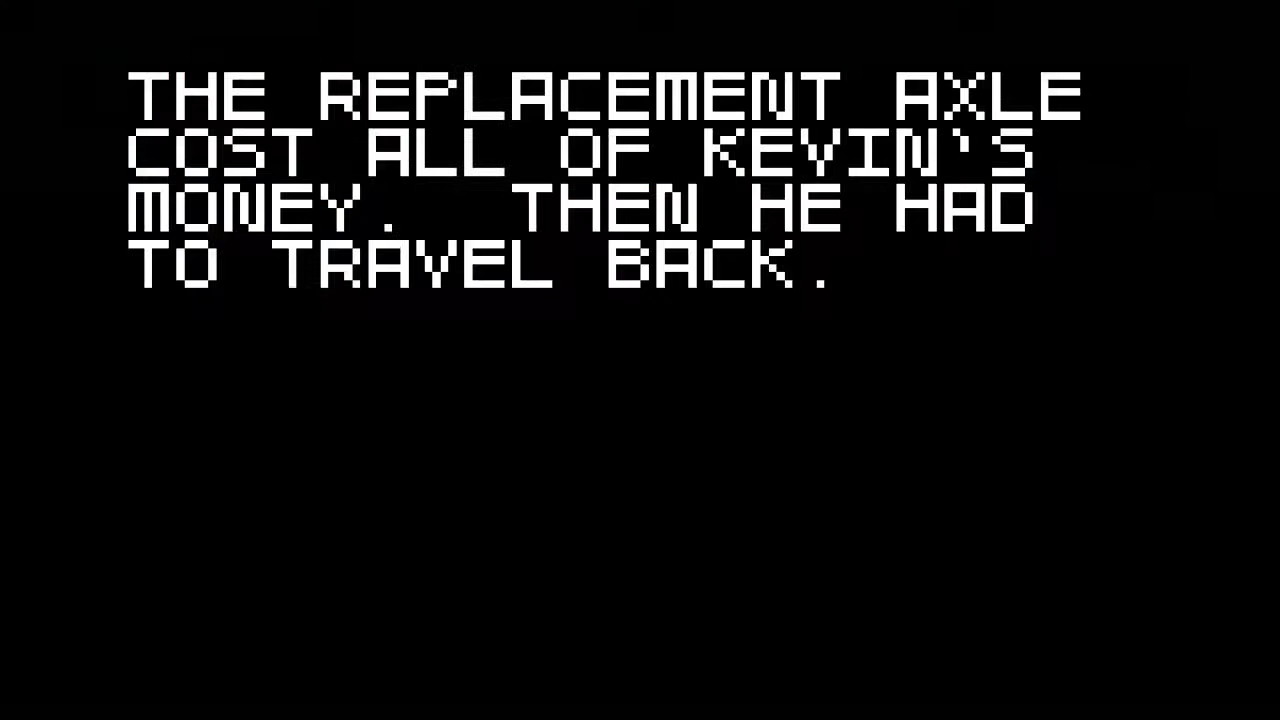 THE REPLACEMENT AXLE
COST ALL OF KEVIN'S
MONEY.  THEN HE HAD
TO TRAVEL BACK.